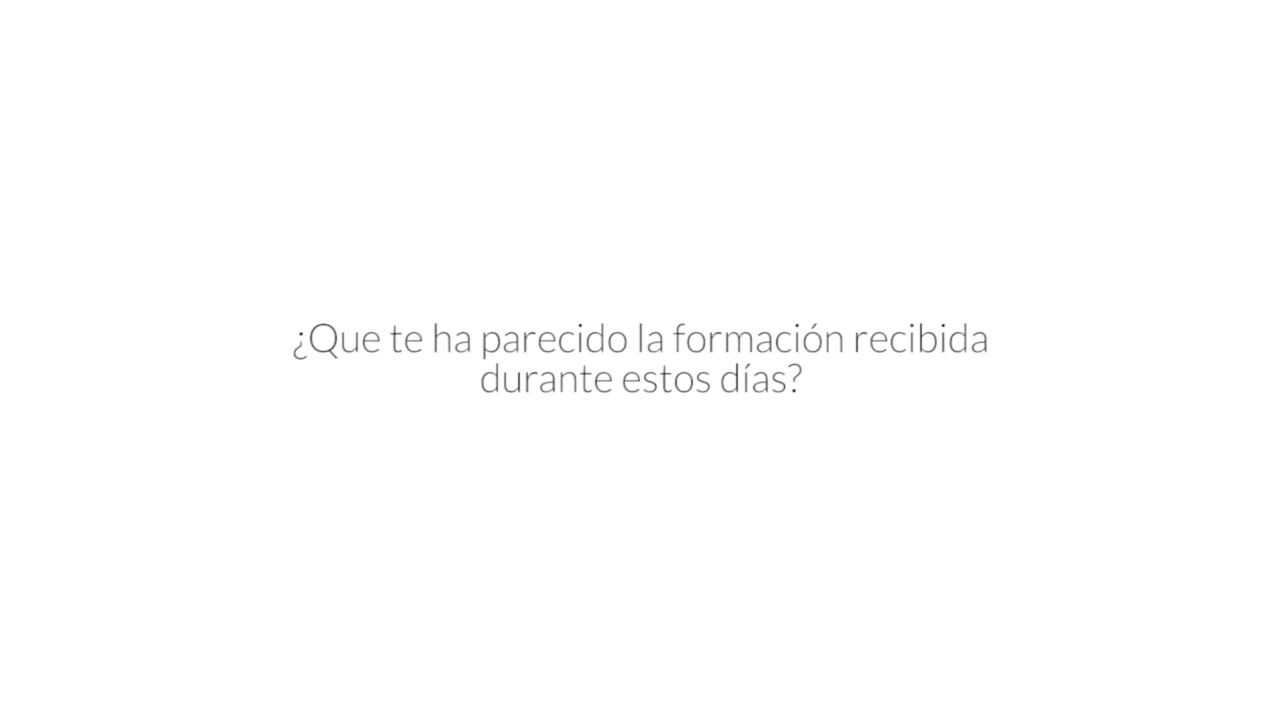 ¿Que te ha parecido la formación recibida
durante estos días?